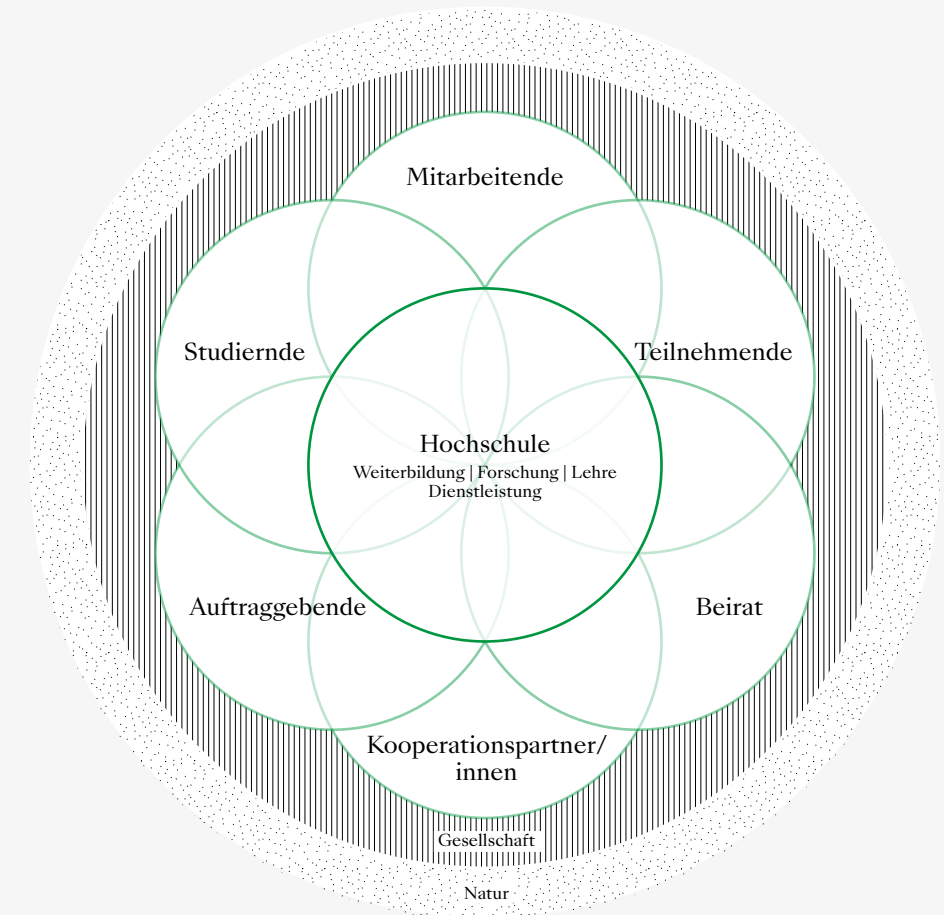 Mitarbeitende
Studiernde
Teilnehmende
Hochschule
Weiterbildung | Forschung | Lehre
Dienstleistung
Auftraggebende
Beirat
Kooperationspartner/
innen
Gesellschaft
Natur